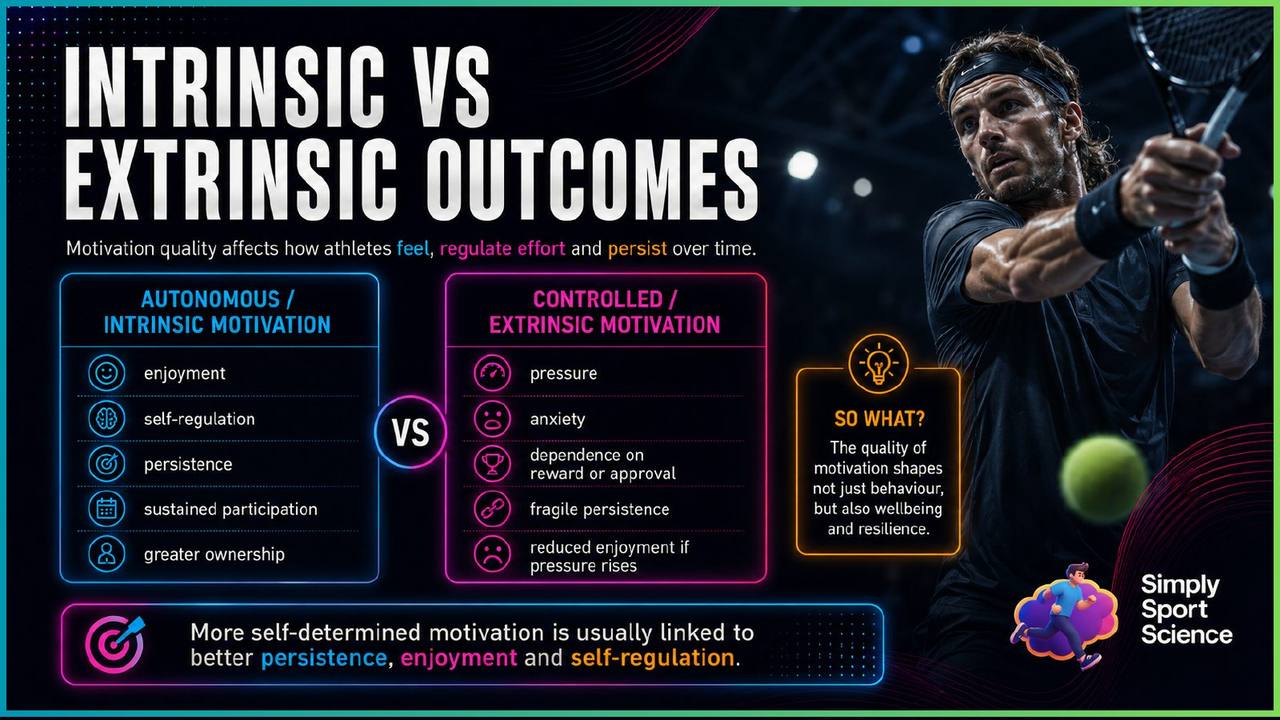 INTRINSIC VS
EXTRINSIC OUTCOMES
Motivation quality affects how athletes feel, regulate effort and persist over time.
AUTONOMOUS /
INTRINSIC MOTIVATION
enjoyment
self-regulation
persistence
sustained participation
greater ownership
VS
CONTROLLED /
EXTRINSIC MOTIVATION
pressure
anxiety
dependence on
reward or approval
fragile persistence
reduced enjoyment if
pressure rises
SO WHAT?
The quality of
motivation shapes
not just behaviour,
but also wellbeing
and resilience.
More self-determined motivation is usually linked to
better persistence, enjoyment and self-regulation.
Simply
Sport
Science